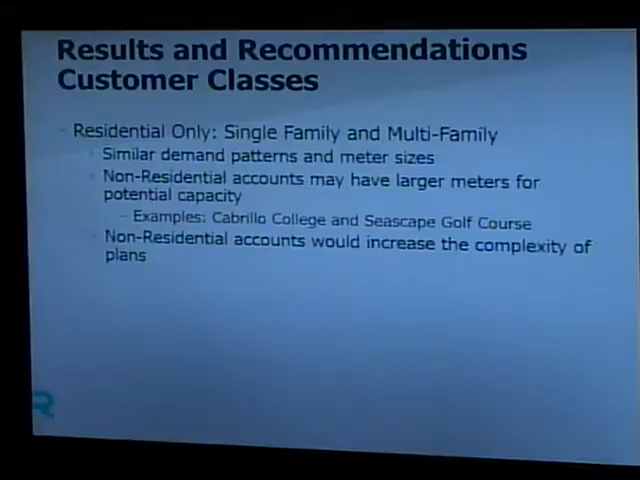 Results and Recommendations
Customer Classes
Residential Only: Single Family and Multi-Family
Similar demand patterns and meter sizes
Non-Residential accounts may have larger meters for
potential capacity
– Examples: Cabrillo College and Seascape Golf Course
Non-Residential accounts would increase the complexity of
plans
R